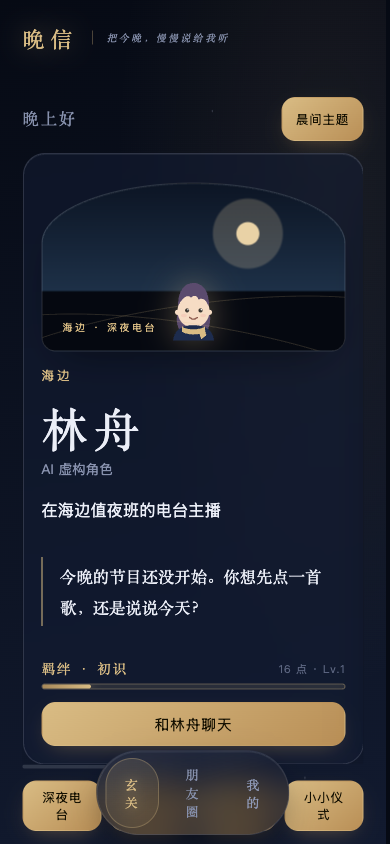 晚信
把今晚，慢慢说给我听
晚上好
晨间主题
海边 · 深夜电台
海边
林舟
AI 虚构角色
在海边值夜班的电台主播
今晚的节目还没开始。你想先点一首
歌，还是说说今天？
羁绊 · 初识
16 点 · Lv.1
和林舟聊天
深夜电
台
玄
关
朋
友
圈
我
的
小小仪
式